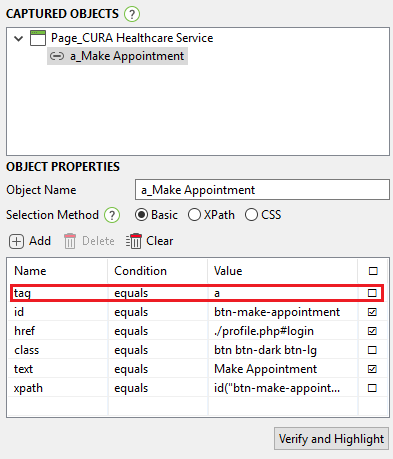 CAPTURED OBJECTS ?
Page_CURA Healthcare Service
a_Make Appointment
OBJECT PROPERTIES
Object Name a_Make Appointment
Selection Method ? Basic XPath CSS
Add Delete Clear
Name Condition Value
tag equals a
id equals btn-make-appointment
href equals ./profile.php#login
class equals btn btn-dark btn-lg
text equals Make Appointment
xpath equals id("btn-make-appoint...
Verify and Highlight